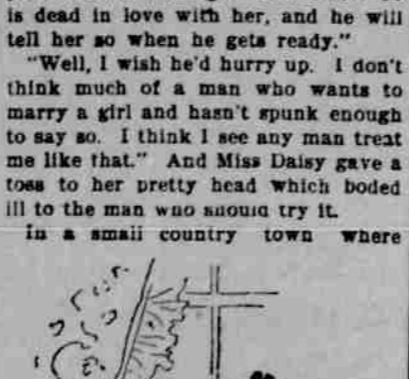 is dead in love with her, and he will
tell her so when he gets ready."
"Well, I wish he'd hurry up. I don't
think much of a man who wants to
marry a girl and hasn't spunk enough
to say so. I think I see any man treat
me like that." And Miss Daisy gave a
toss to her pretty head which boded
ill to the man who should try it.
In a small country town where